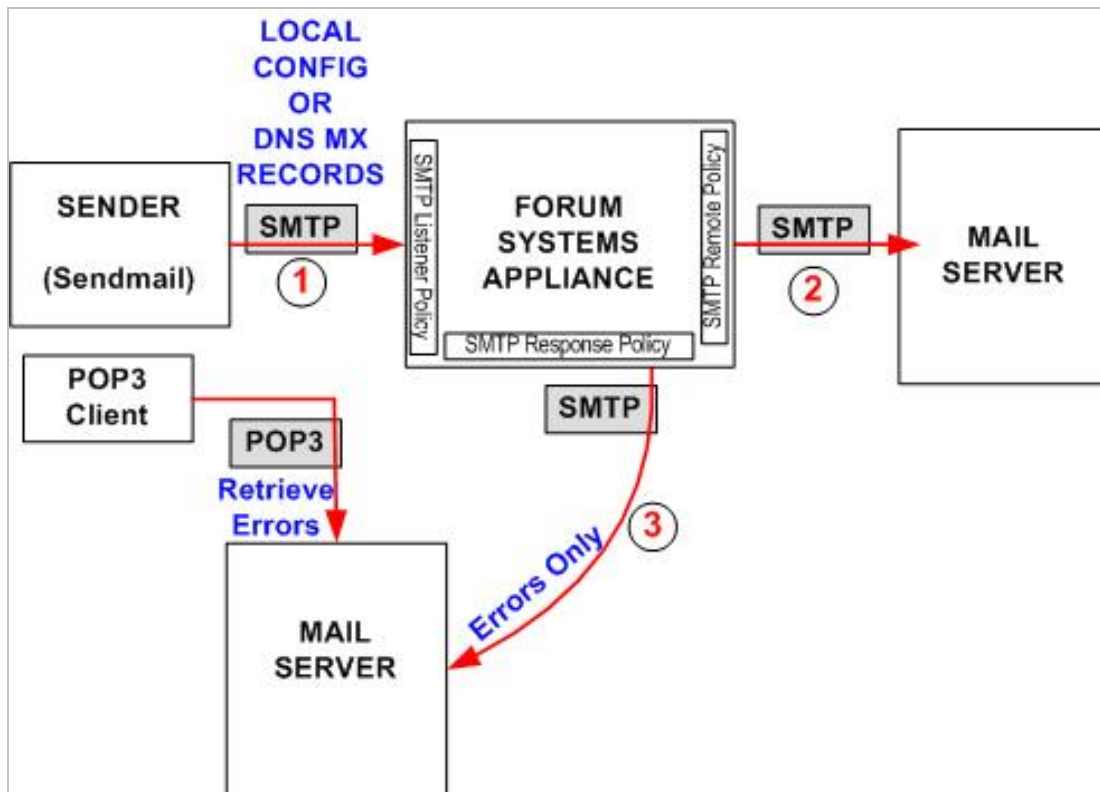 LOCAL
CONFIG
OR
DNS MX
RECORDS
SENDER
(Sendmail)
SMTP
1
SMTP Listener Policy
FORUM
SYSTEMS
APPLIANCE
SMTP Remote Policy
SMTP Response Policy
SMTP
2
MAIL
SERVER
POP3
Client
POP3
Retrieve
Errors
SMTP
3
Errors Only
MAIL
SERVER